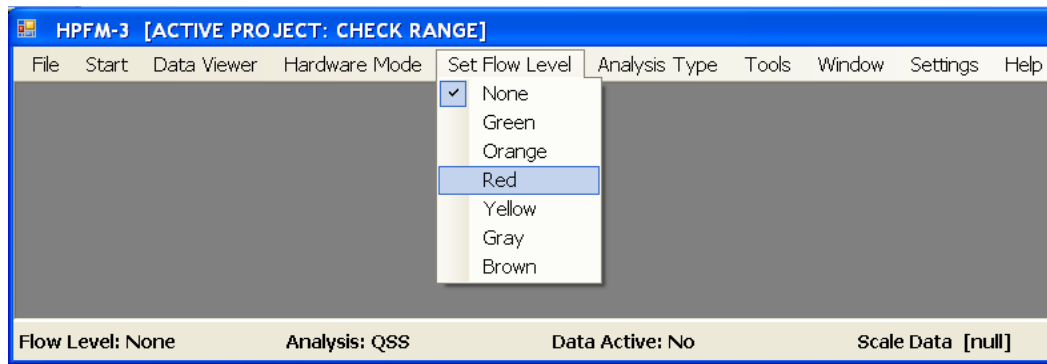 HPFM-3 [ACTIVE PROJECT: CHECK RANGE]
File Start Data Viewer Hardware Mode Set Flow Level Analysis Type Tools Window Settings Help
None
Green
Orange
Red
Yellow
Gray
Brown
Flow Level: None Analysis: QSS Data Active: No Scale Data [null]